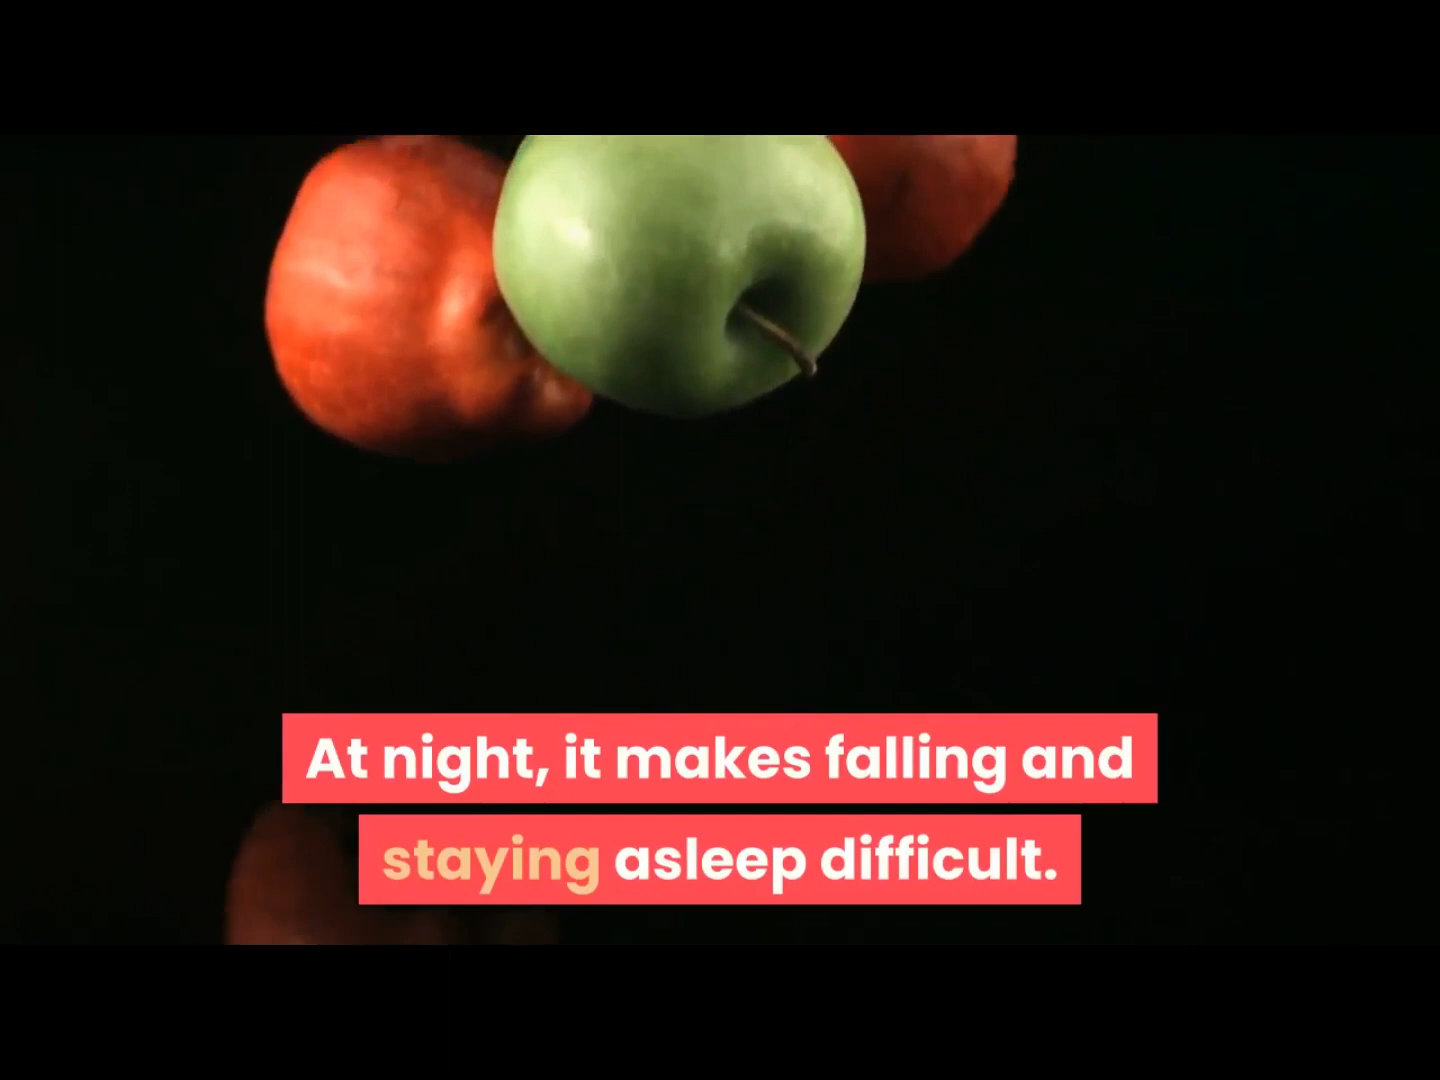 At night, it makes falling and
staying asleep difficult.